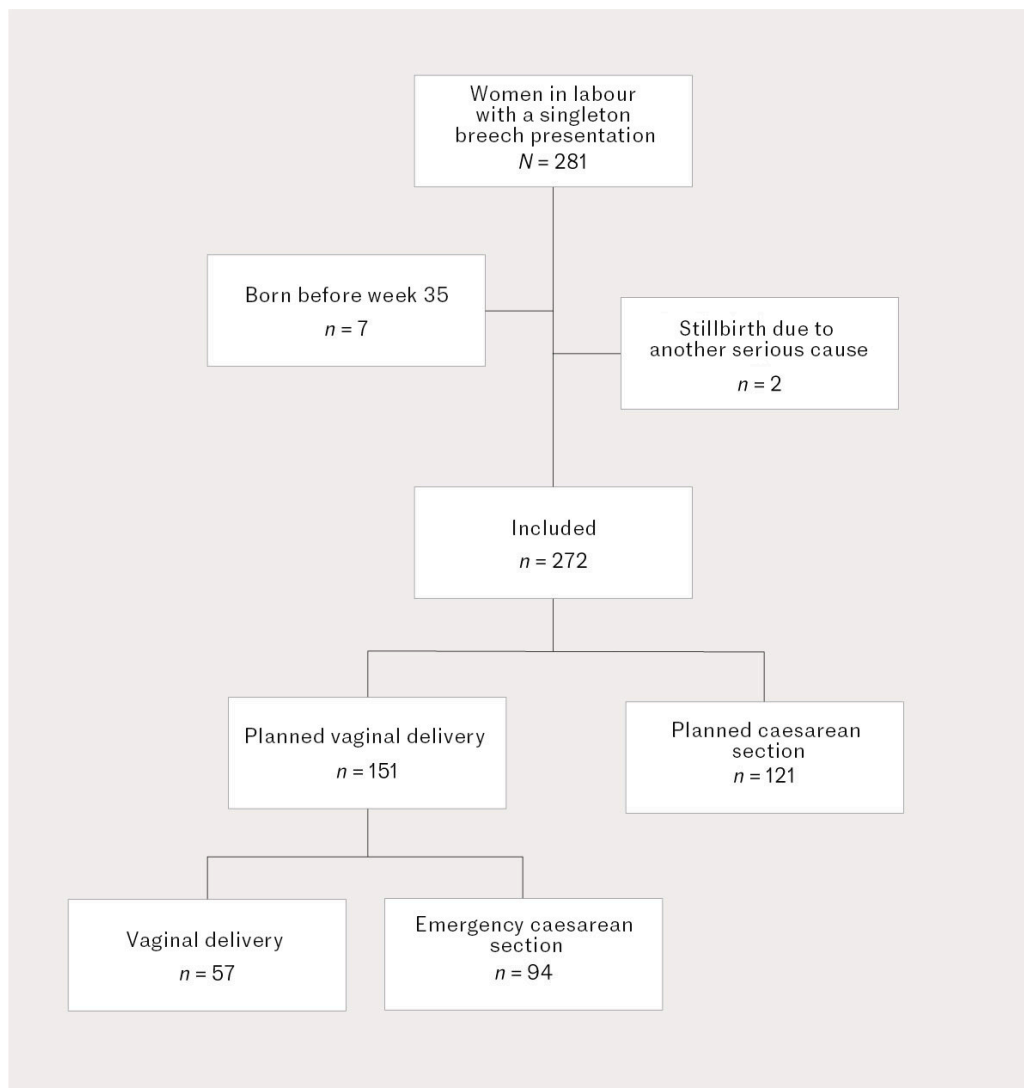 Women in labour
with a singleton
breech presentation
N = 281
Born before week 35
n = 7
Stillbirth due to
another serious cause
n = 2
Included
n = 272
Planned vaginal delivery
n = 151
Planned caesarean
section
n = 121
Vaginal delivery
n = 57
Emergency caesarean
section
n = 94